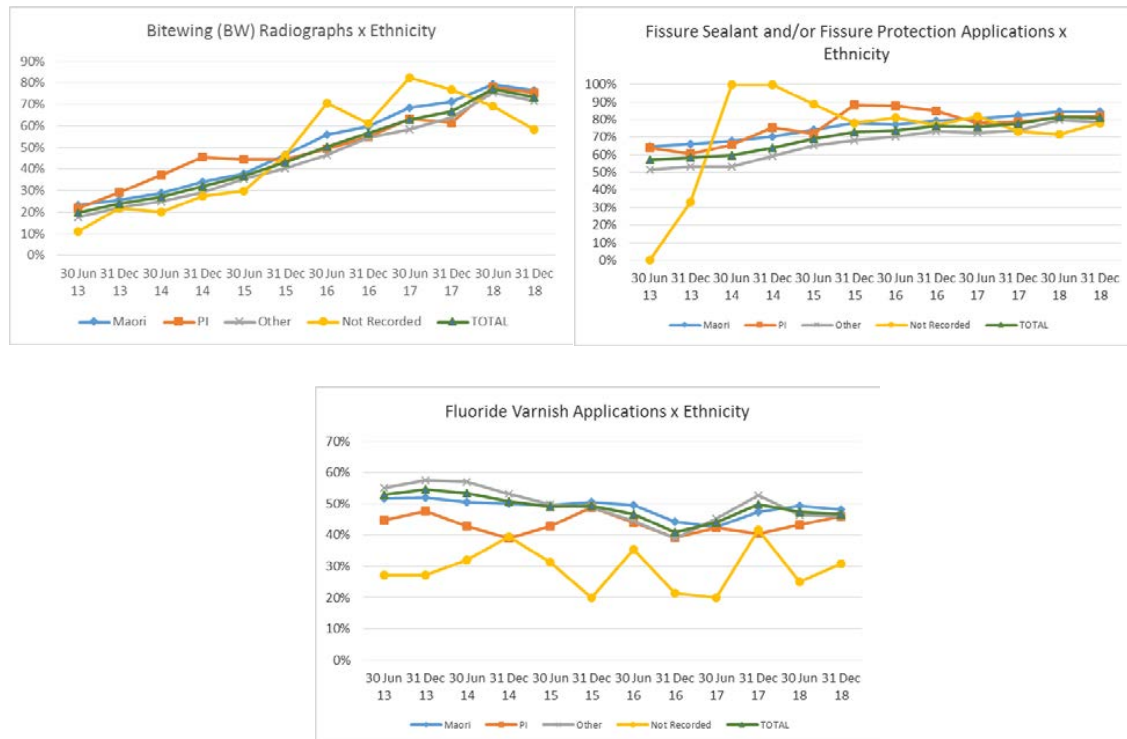 Bitewing (BW) Radiographs x Ethnicity
90%
80%
70%
60%
50%
40%
30%
20%
10%
0%
30 Jun 31 Dec 30 Jun 31 Dec 30 Jun 31 Dec 30 Jun 31 Dec 30 Jun 31 Dec 30 Jun 31 Dec
13 13 14 14 15 15 16 16 17 17 18 18
Maori PI Other Not Recorded TOTAL
Fissure Sealant and/or Fissure Protection Applications x
Ethnicity
100%
90%
80%
70%
60%
50%
40%
30%
20%
10%
0%
30 Jun 31 Dec 30 Jun 31 Dec 30 Jun 31 Dec 30 Jun 31 Dec 30 Jun 31 Dec 30 Jun 31 Dec
13 13 14 14 15 15 16 16 17 17 18 18
Maori PI Other Not Recorded TOTAL
Fluoride Varnish Applications x Ethnicity
70%
60%
50%
40%
30%
20%
10%
0%
30 Jun 31 Dec 30 Jun 31 Dec 30 Jun 31 Dec 30 Jun 31 Dec 30 Jun 31 Dec 30 Jun 31 Dec
13 13 14 14 15 15 16 16 17 17 18 18
Maori PI Other Not Recorded TOTAL